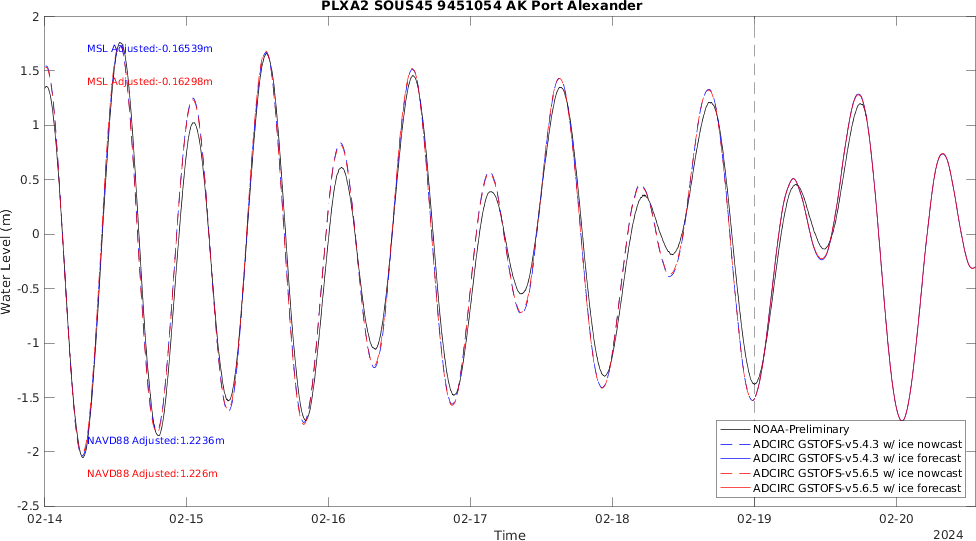 PLXA2 SOUS45 9451054 AK Port Alexander
2
1.5
1
0.5
0
-0.5
-1
-1.5
-2
-2.5
Water Level (m)
MSL Adjusted:-0.16539m
MSL Adjusted:-0.16298m
NAVD88 Adjusted:1.2236m
NAVD88 Adjusted:1.226m
NOAA-Preliminary
ADCIRC GSTOFS-v5.4.3 w/ ice nowcast
ADCIRC GSTOFS-v5.4.3 w/ ice forecast
ADCIRC GSTOFS-v5.6.5 w/ ice nowcast
ADCIRC GSTOFS-v5.6.5 w/ ice forecast
02-14 02-15 02-16 02-17 02-18 02-19 02-20
Time
2024